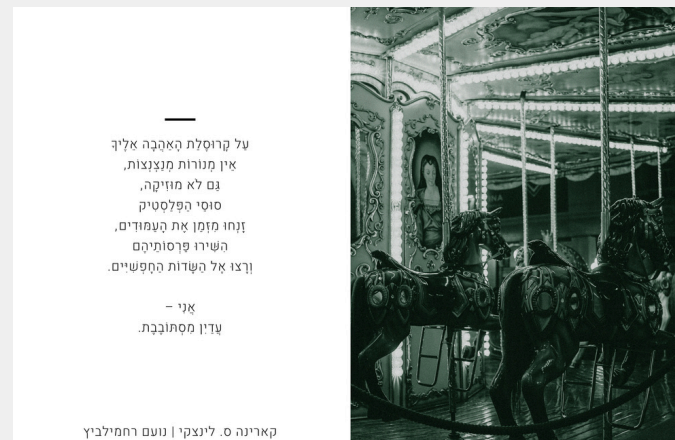 עַל קָרוּסֶלַת הָאַהֲבָה אֵלֶיךָ
אֵין מְנוֹרוֹת מְנַצְנְצוֹת,
גַּם לֹא מוּזִיקָה,
סוּסֵי הַפְּלַסְטִיק
זָנְחוּ מִזְּמַן אֶת הָעַמּוּדִים,
הִשִּׁירוּ פַּרְסוֹתֵיהֶם
וְרָצוּ אֶל הַשָּׂדוֹת הַחָפְשִׁיִּים.
אֲנִי –
עֲדַיִן מִסְתּוֹבֶבֶת.
קארינה ס. לינצקי | נועם רחמילביץ